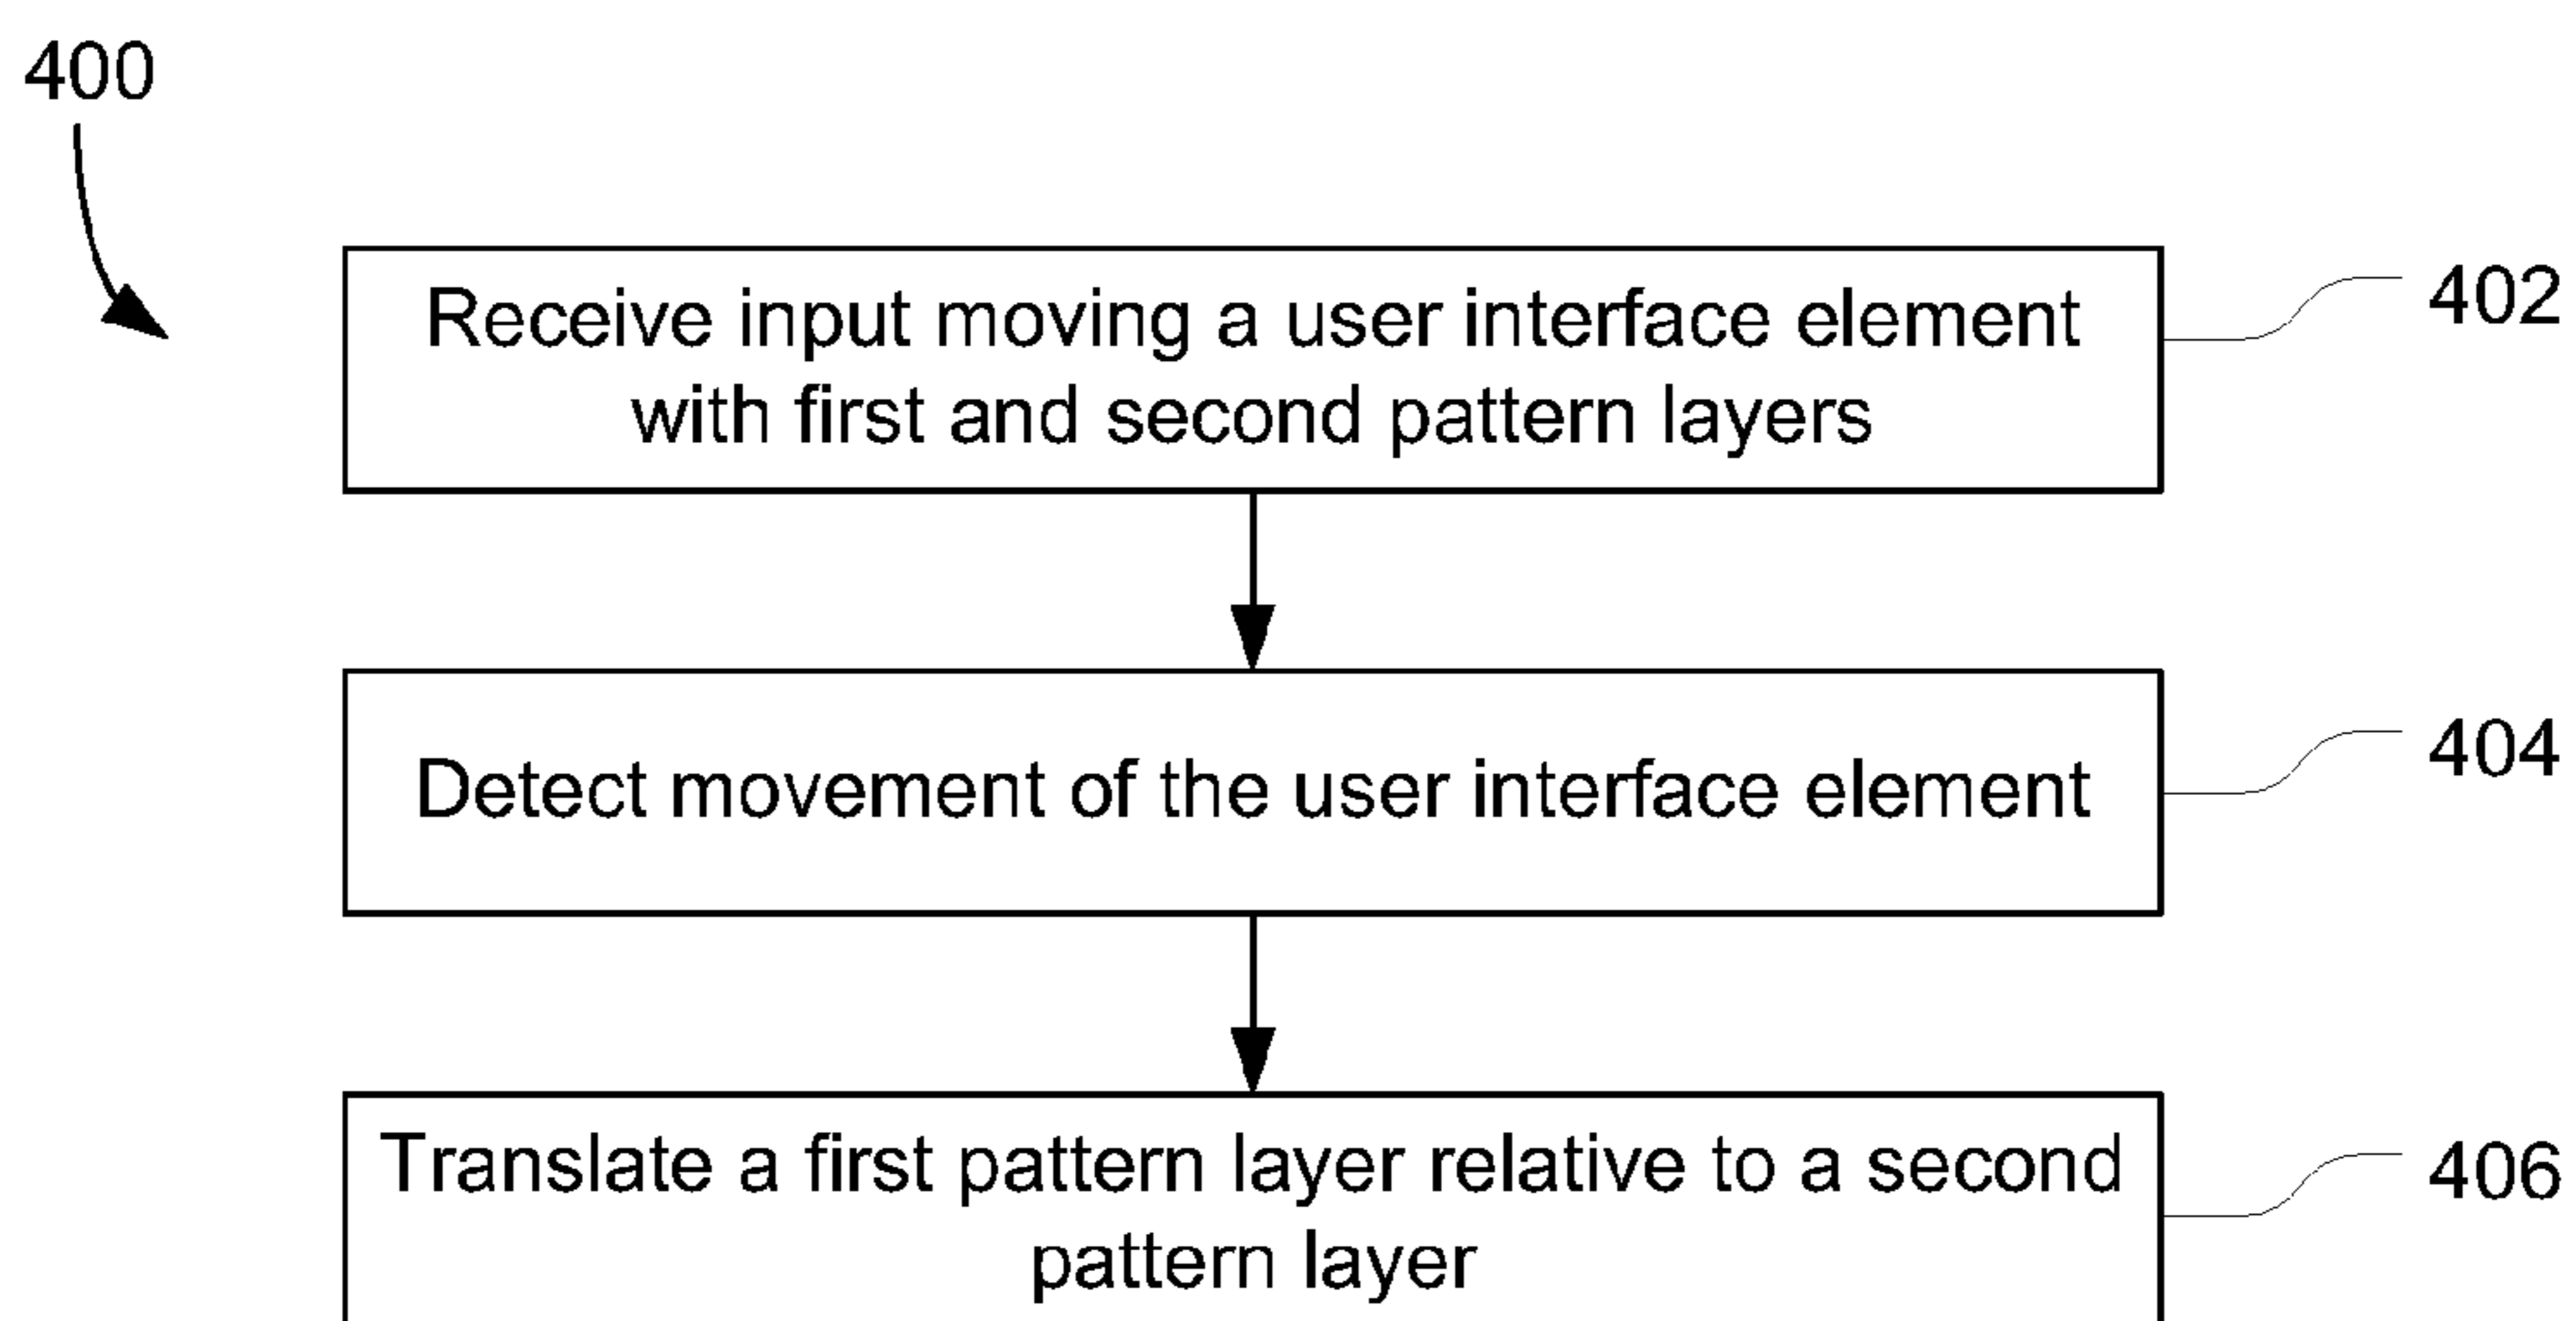 400
Receive input moving a user interface element
with first and second pattern layers
402
Detect movement of the user interface element
404
Translate a first pattern layer relative to a second
pattern layer
406